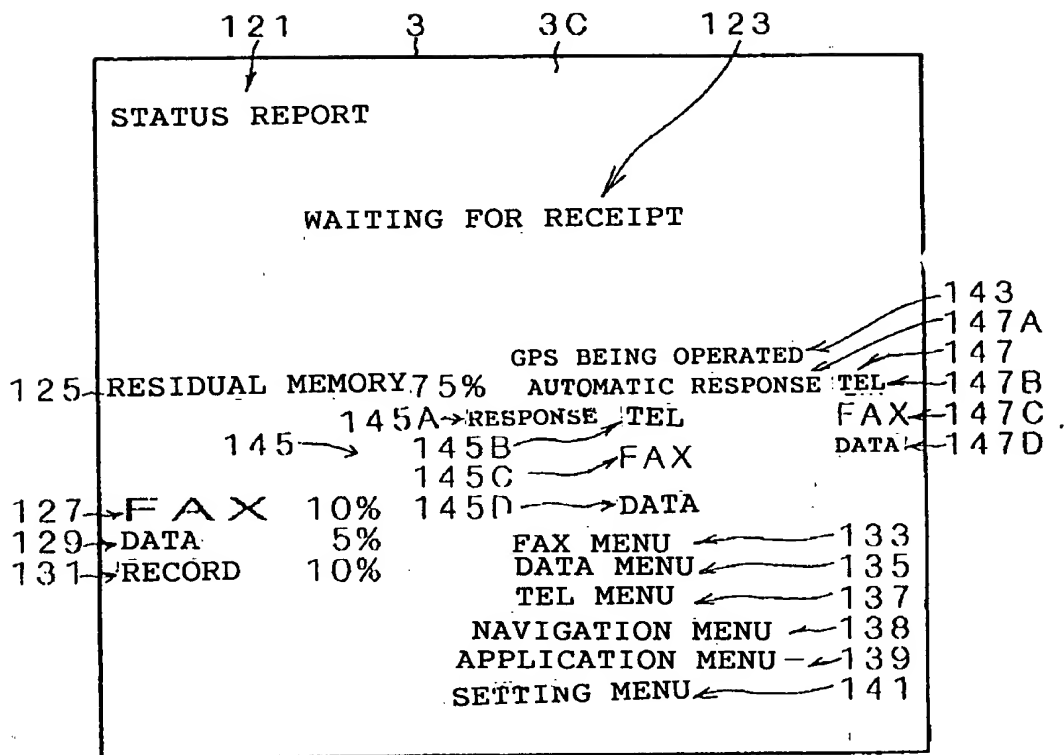 121 3 3C 123
STATUS REPORT
WAITING FOR RECEIPT
143
147A
GPS BEING OPERATED 147
125 RESIDUAL MEMORY 75% AUTOMATIC RESPONSE TEL 147B
145A RESPONSE TEL FAX 147C
145 145B DATA 147D
145C FAX
127 FAX 10% 145D DATA
129 DATA 5% FAX MENU 133
131 RECORD 10% DATA MENU 135
TEL MENU 137
NAVIGATION MENU 138
APPLICATION MENU 139
SETTING MENU 141